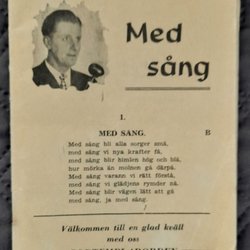 Med
sång
1.
MED SÅNG. B
Med sång bli alla sorger små,
med sång vi nya krafter få,
med sång blir himlen hög och blå,
hur mörka än molnen gå därpå.
Med sång varann vi rätt förstå,
med sång vi glädjens rymder nå.
Med sång blir vägen lätt att gå
med sång, ja med sång.
Välkommen till en glad kväll
med oss